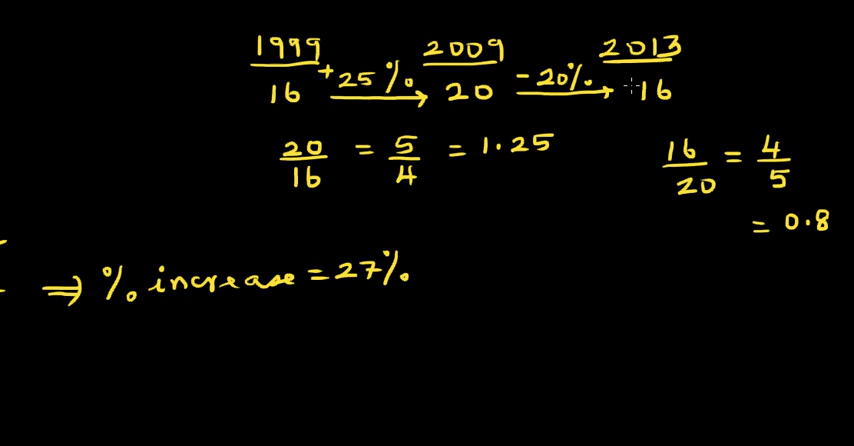 1999 2009 2013
16 +25% 20 -20% 16
20/16 = 5/4 = 1.25
16/20 = 4/5
= 0.8
⇒ % increase = 27%